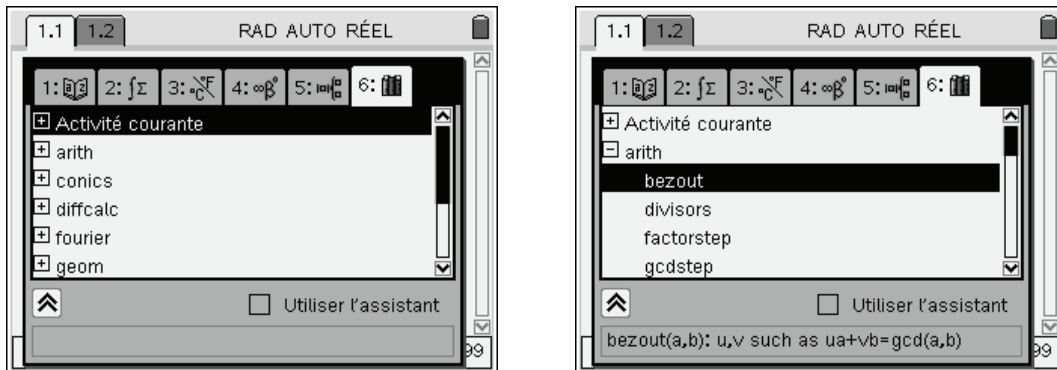 1.1 1.2 RAD AUTO RÉEL
1: 2: ∫Σ 3: °C°F 4: ∞β° 5: 6:
Activité courante
arith
conics
diffcalc
fourier
geom
Utiliser l'assistant
99
1.1 1.2 RAD AUTO RÉEL
1: 2: ∫Σ 3: °C°F 4: ∞β° 5: 6:
Activité courante
arith
bezout
divisors
factorstep
gcdstep
Utiliser l'assistant
bezout(a,b): u,v such as ua+vb=gcd(a,b)
99